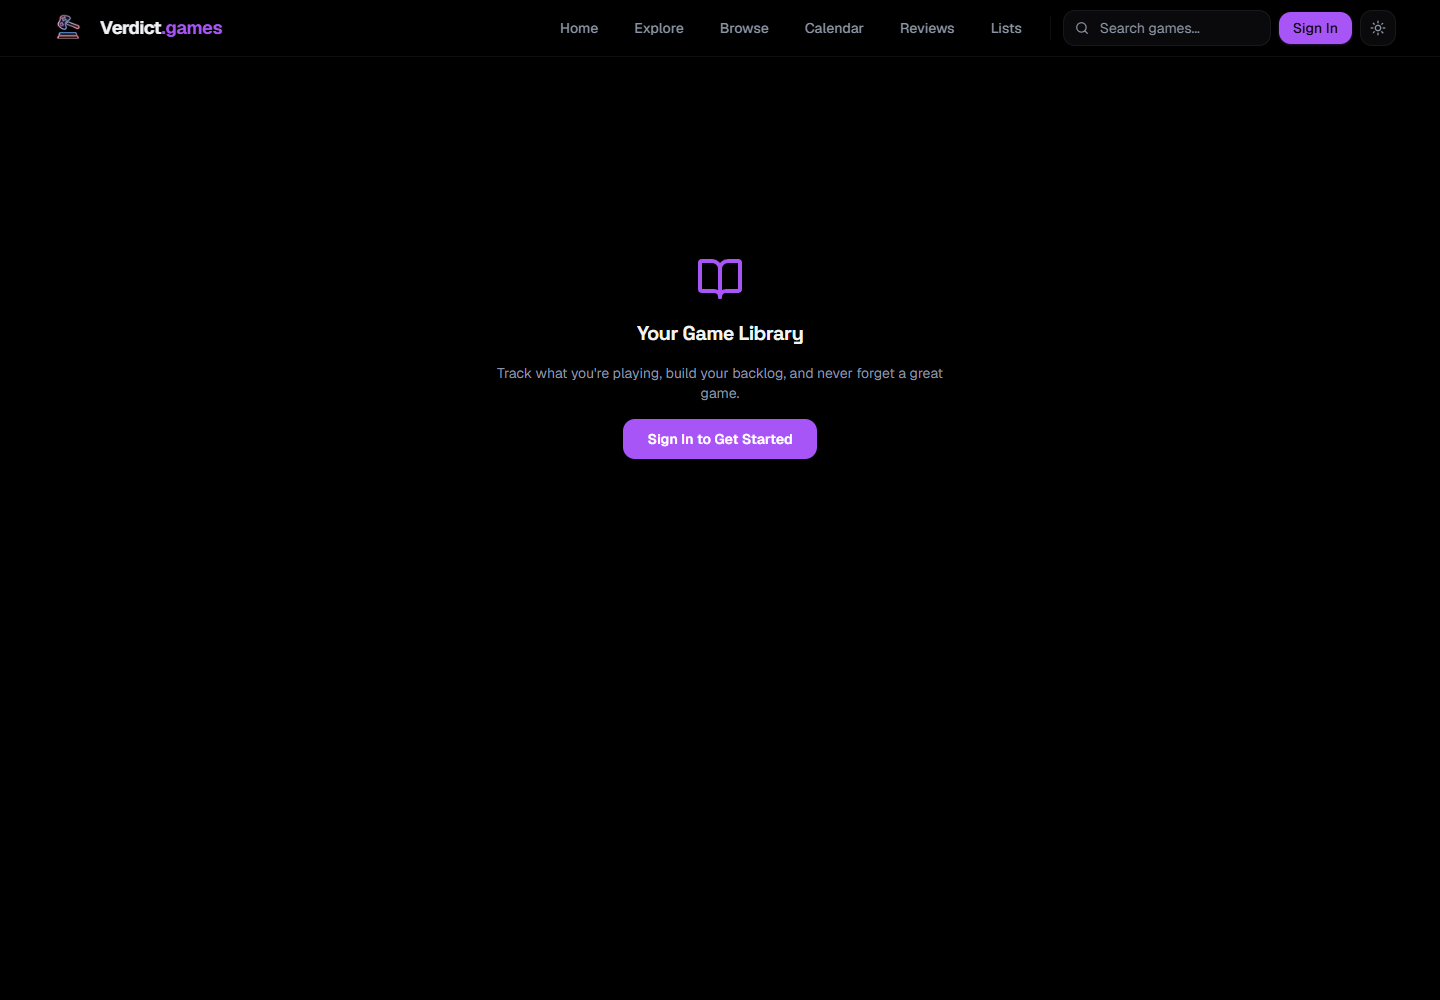 Verdict.games
Home
Explore
Browse
Calendar
Reviews
Lists
Search games...
Sign In
Your Game Library
Track what you're playing, build your backlog, and never forget a great
game.
Sign In to Get Started